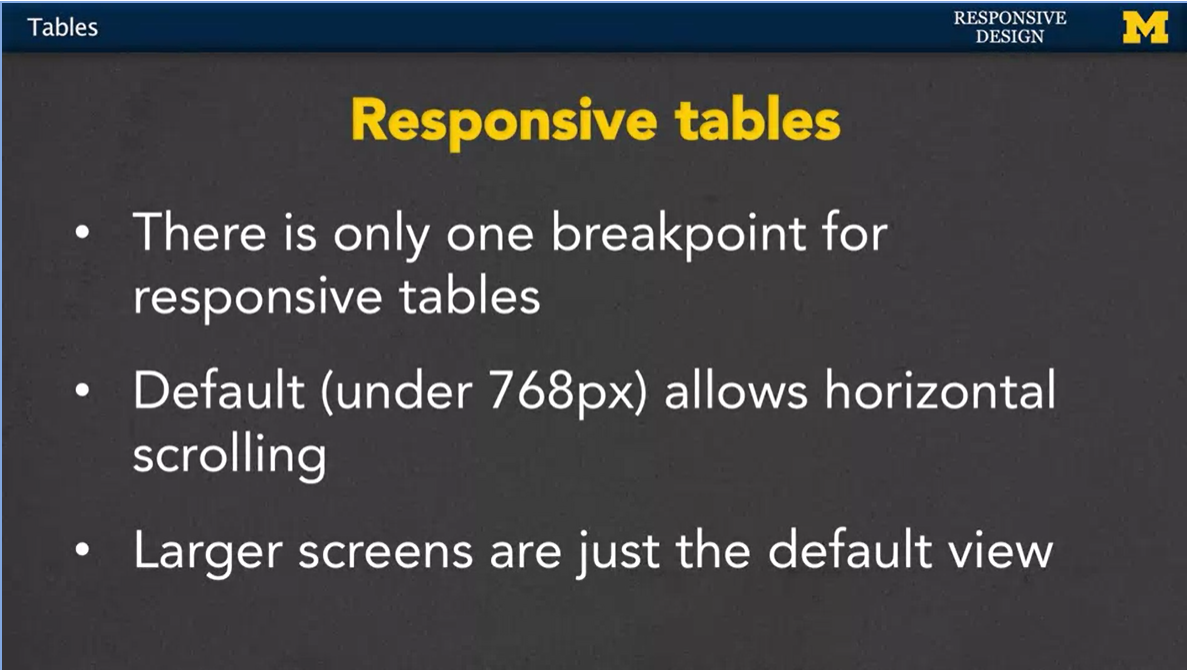 Tables
RESPONSIVE
DESIGN
M
Responsive tables
• There is only one breakpoint for
responsive tables
• Default (under 768px) allows horizontal
scrolling
• Larger screens are just the default view